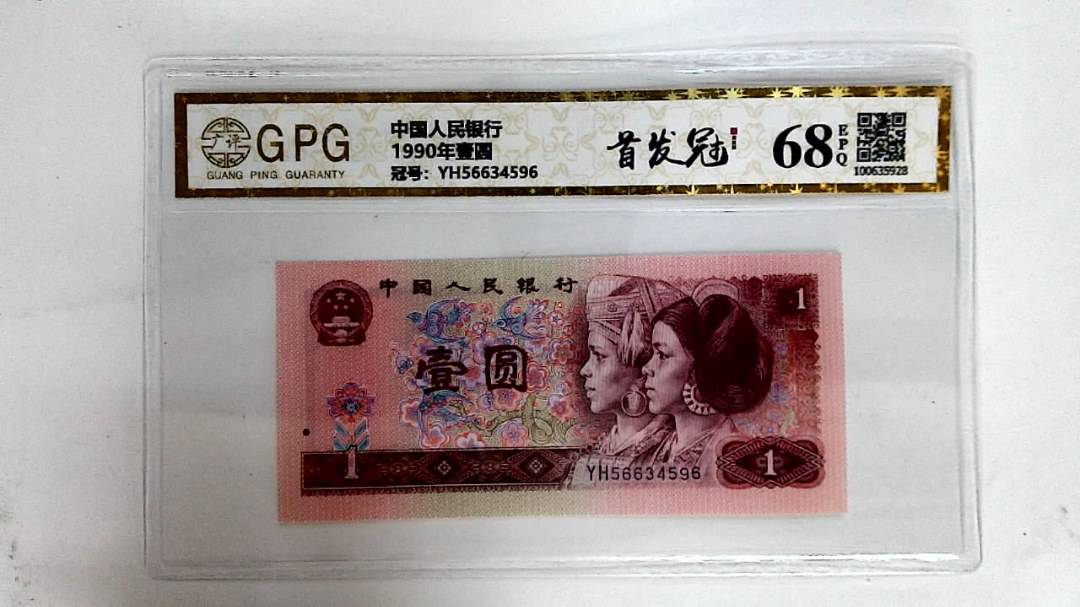 广评
GPG
GUANG PING GUARANTY
中国人民银行
1990年壹圆
冠号：YH56634596
首发冠
68
EPQ
100635928
中国人民银行
1
壹圆
1
YH56634596
1